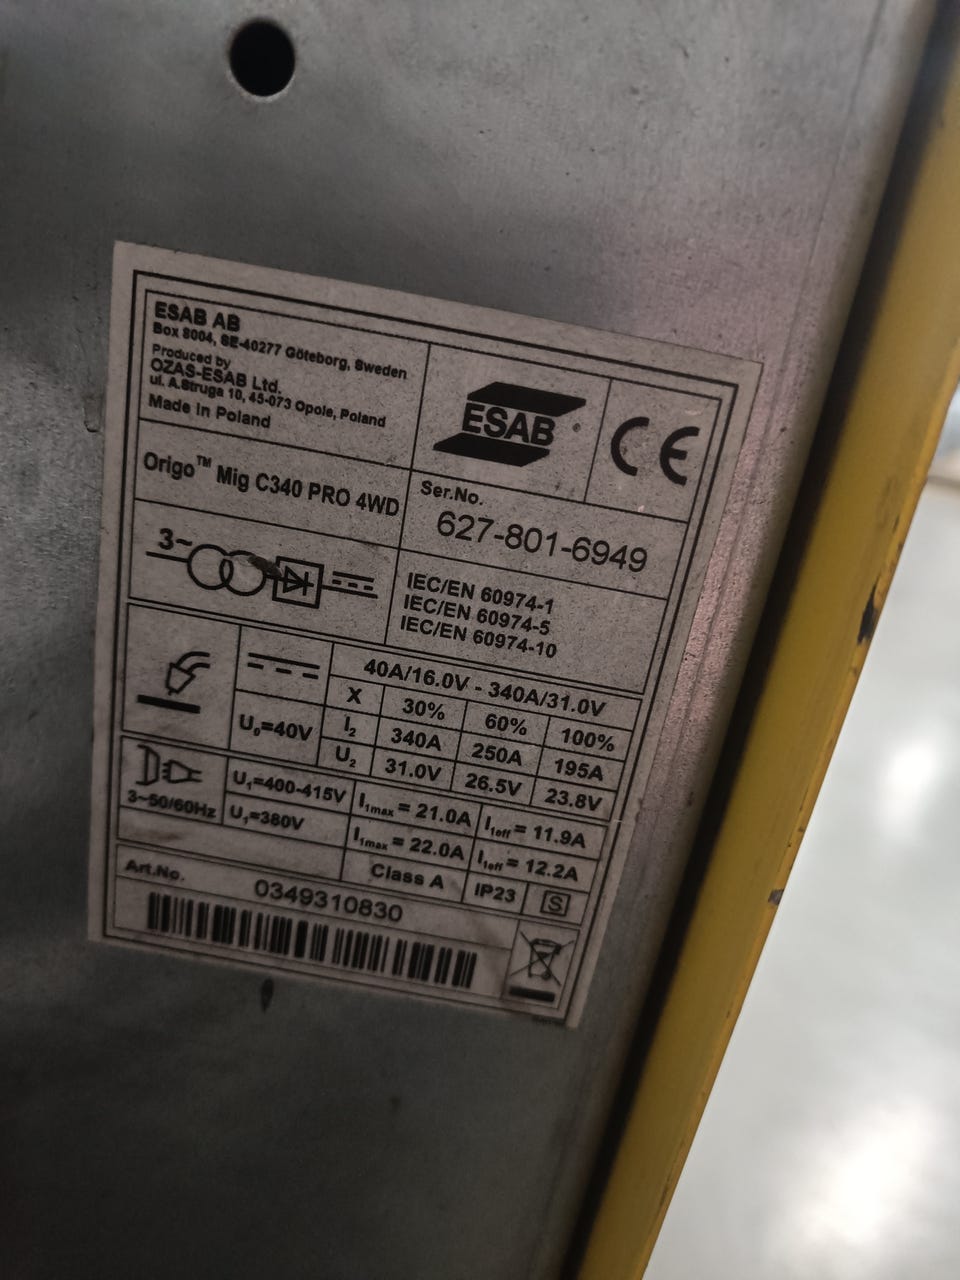 ESAB AB
Box 8004, SE-40277 Göteborg, Sweden
Produced by
OZAS-ESAB Ltd.
ul. A.Struga 10, 45-073 Opole, Poland
Made in Poland
ESAB
CE
Origo™ Mig C340 PRO 4WD
Ser.No.
627-801-6949
3~
IEC/EN 60974-1
IEC/EN 60974-5
IEC/EN 60974-10
40A/16.0V - 340A/31.0V
X 30% 60% 100%
U₀=40V
I₂ 340A 250A 195A
U₂ 31.0V 26.5V 23.8V
3~50/60Hz
U₁=400-415V I₁max = 21.0A I₁eff = 11.9A
U₁=380V I₁max = 22.0A I₁eff = 12.2A
Class A IP23 S
Art.No.
0349310830